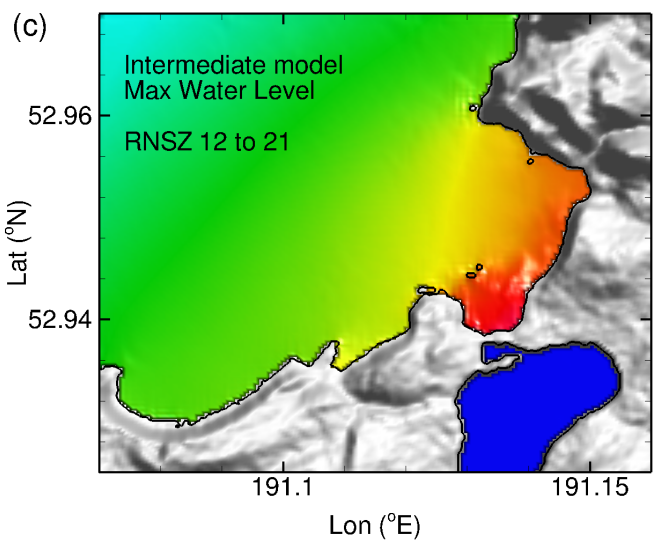 (c)
Intermediate model
Max Water Level
RNSZ 12 to 21
52.96
52.94
Lat (°N)
191.1
191.15
Lon (°E)